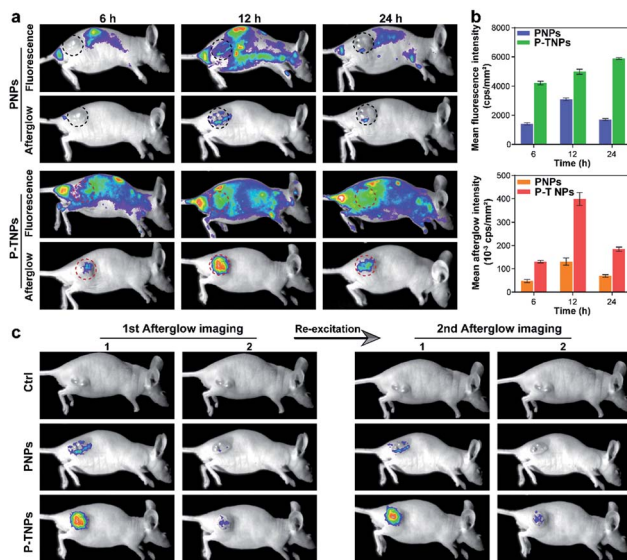 a
6 h
12 h
24 h
PNPs
Fluorescence
Afterglow
P-TNPs
Fluorescence
Afterglow
b
Mean fluorescence intensity
(cps/mm²)
8000
6000
4000
2000
0
PNPs
P-TNPs
6
12
24
Time (h)
Mean afterglow intensity
(10⁻³ cps/mm²)
500
400
300
200
100
0
PNPs
P-T NPs
6
12
24
Time (h)
c
1st Afterglow imaging
Re-excitation
2nd Afterglow imaging
1
2
1
2
Ctrl
PNPs
P-TNPs